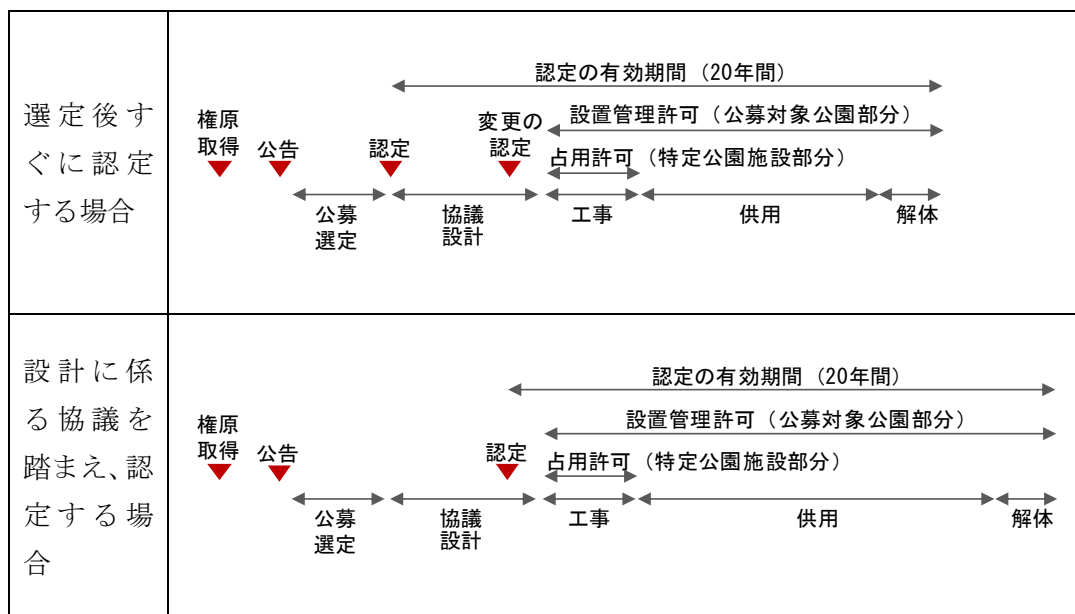 選定後す
ぐに認定
する場合
認定の有効期間（20年間）
設置管理許可（公募対象公園部分）
占用許可（特定公園施設部分）
権原
取得
公告
認定
変更の
認定
公募
選定
協議
設計
工事
供用
解体
設計に係
る協議を
踏まえ、認
定する場
合
認定の有効期間（20年間）
設置管理許可（公募対象公園部分）
占用許可（特定公園施設部分）
権原
取得
公告
認定
公募
選定
協議
設計
工事
供用
解体